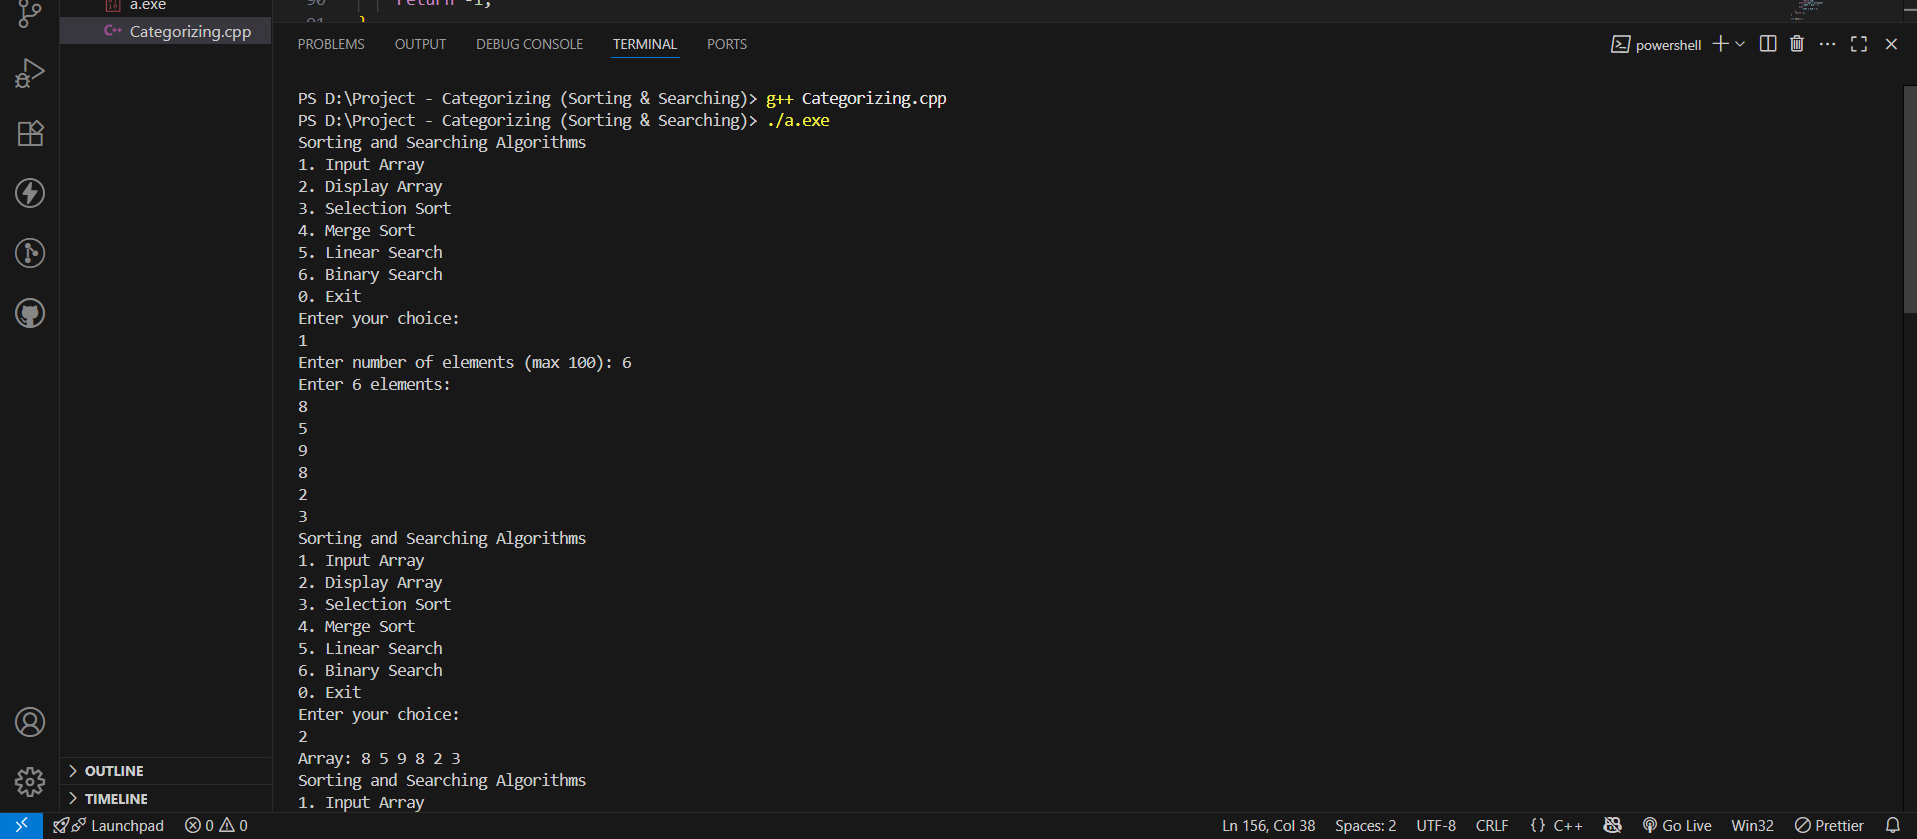 a.exe
Categorizing.cpp
90 return -1;
91 }
PROBLEMS OUTPUT DEBUG CONSOLE TERMINAL PORTS
powershell
PS D:\Project - Categorizing (Sorting & Searching)> g++ Categorizing.cpp
PS D:\Project - Categorizing (Sorting & Searching)> ./a.exe
Sorting and Searching Algorithms
1. Input Array
2. Display Array
3. Selection Sort
4. Merge Sort
5. Linear Search
6. Binary Search
0. Exit
Enter your choice:
1
Enter number of elements (max 100): 6
Enter 6 elements:
8
5
9
8
2
3
Sorting and Searching Algorithms
1. Input Array
2. Display Array
3. Selection Sort
4. Merge Sort
5. Linear Search
6. Binary Search
0. Exit
Enter your choice:
2
Array: 8 5 9 8 2 3
Sorting and Searching Algorithms
1. Input Array
OUTLINE
TIMELINE
Launchpad 0 0 Ln 156, Col 38 Spaces: 2 UTF-8 CRLF {} C++ Go Live Win32 Prettier